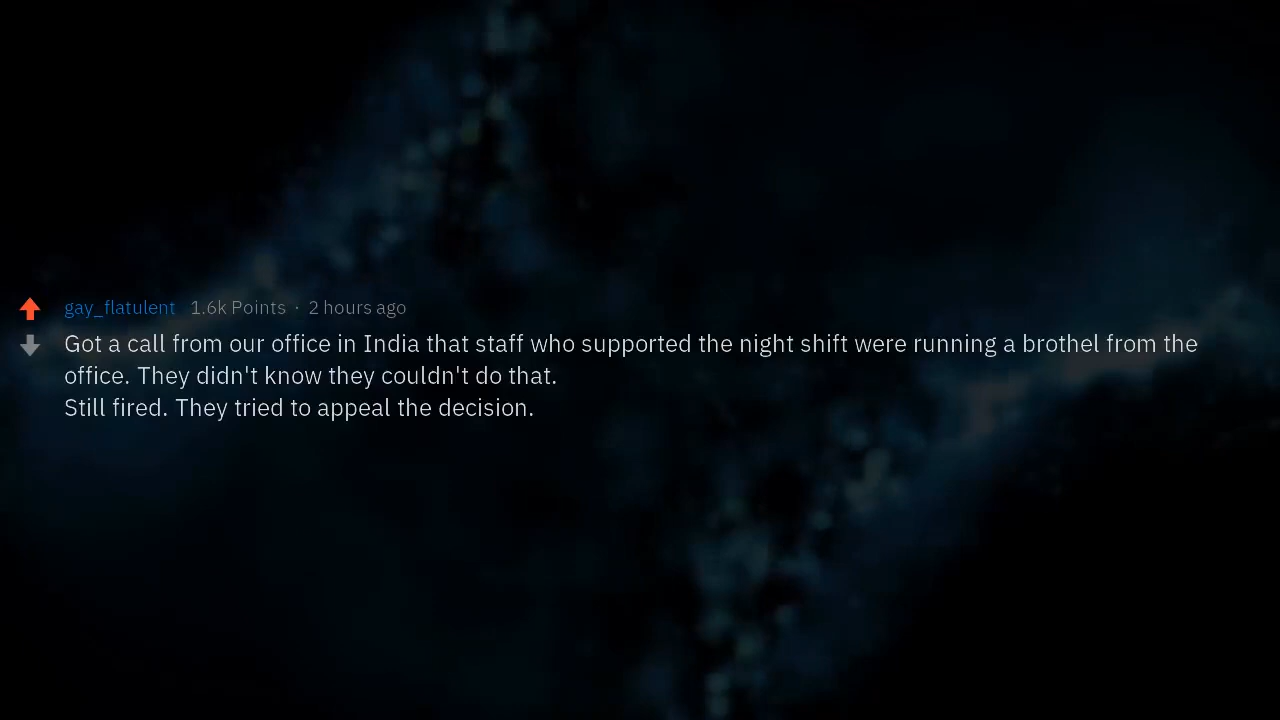 gay_flatulent 1.6k Points · 2 hours ago
Got a call from our office in India that staff who supported the night shift were running a brothel from the
office. They didn't know they couldn't do that.
Still fired. They tried to appeal the decision.